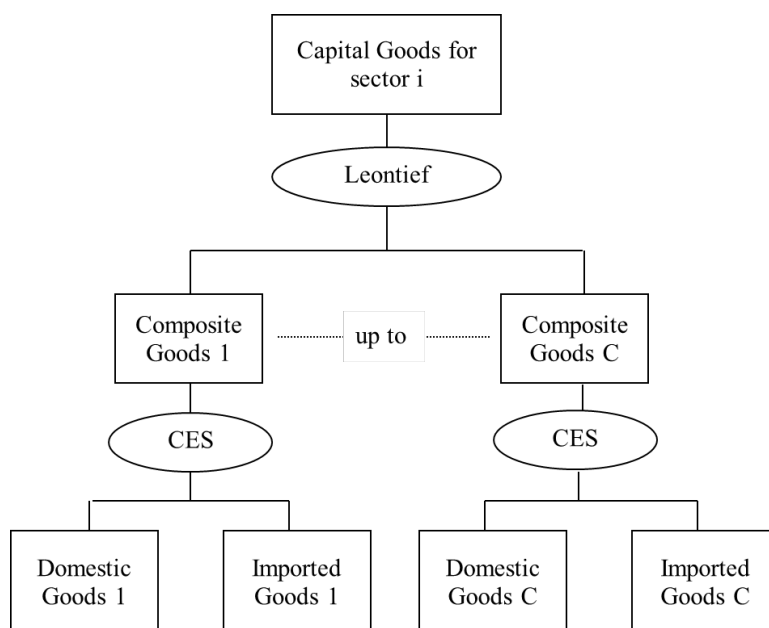 Capital Goods for
sector i
Leontief
Composite
Goods 1
up to
Composite
Goods C
CES
CES
Domestic
Goods 1
Imported
Goods 1
Domestic
Goods C
Imported
Goods C